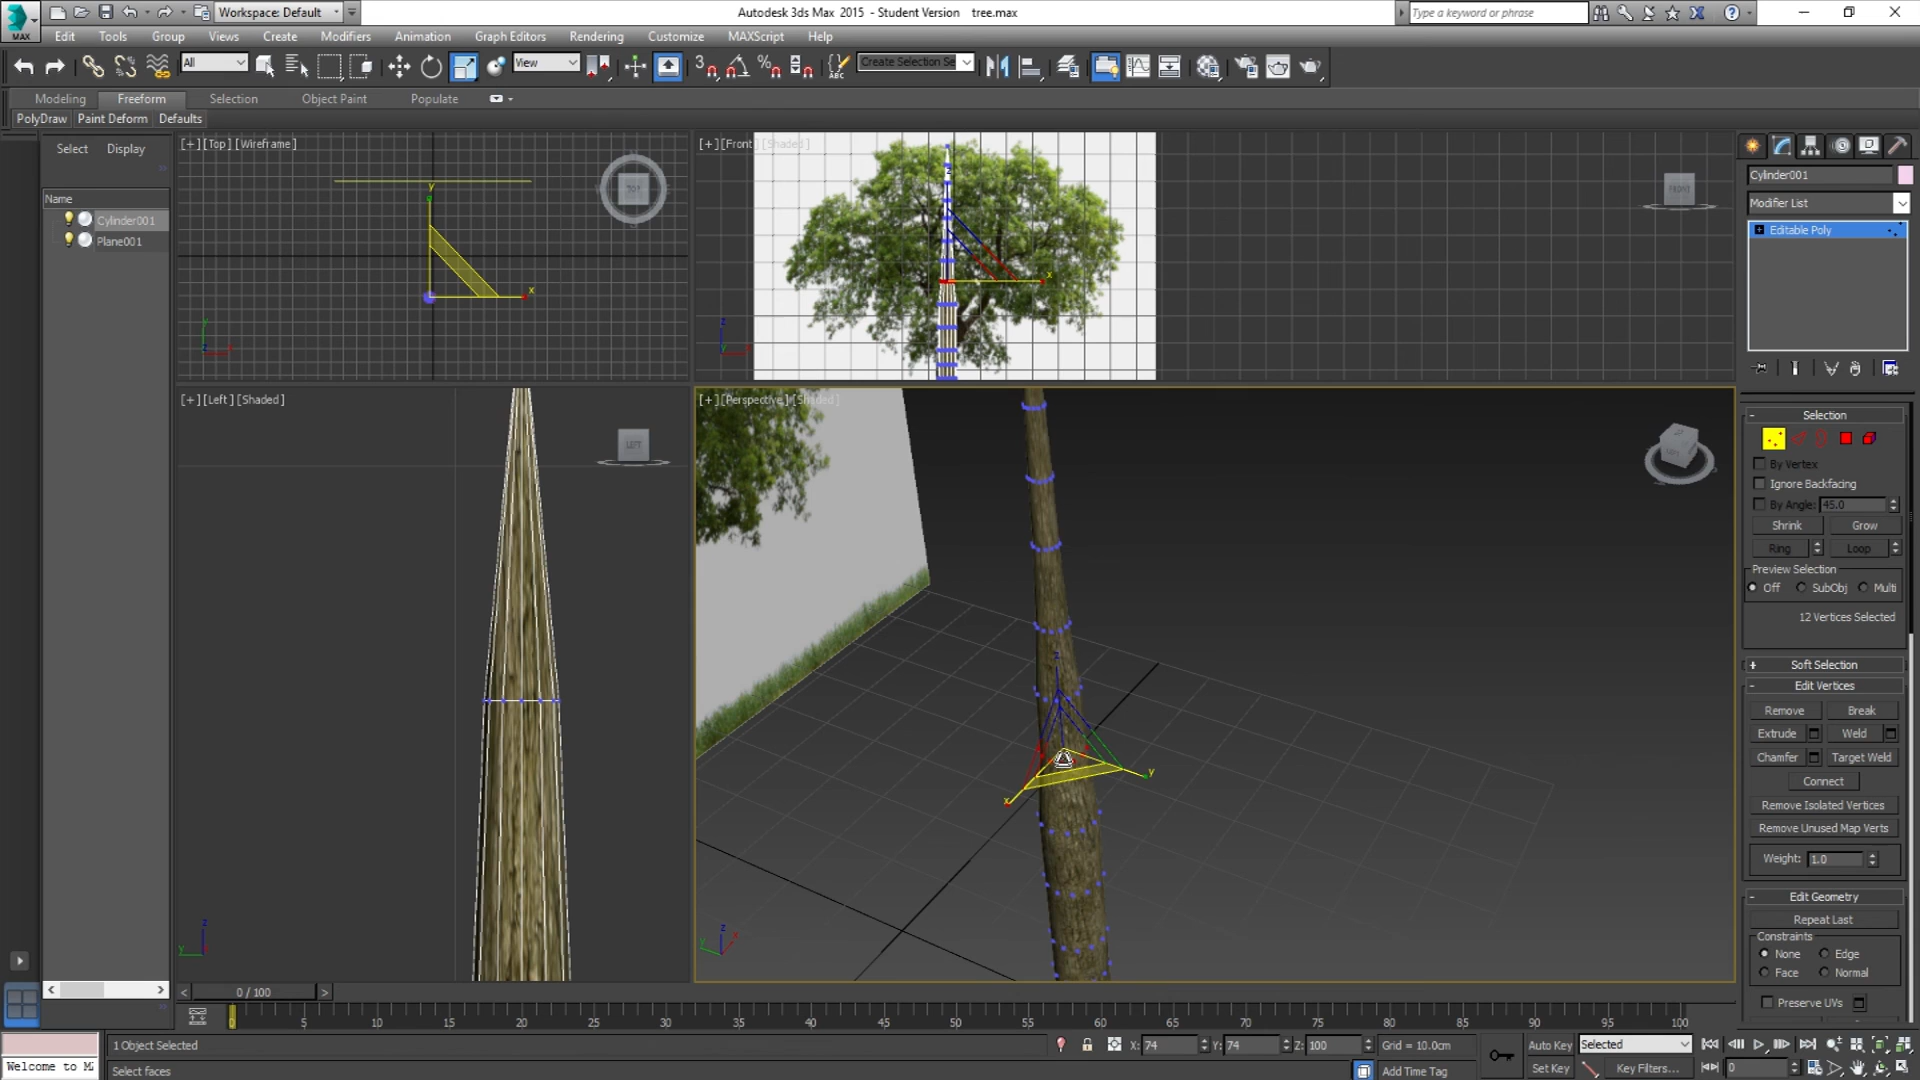 Workspace: Default
Autodesk 3ds Max 2015 - Student Version tree.max
Type a keyword or phrase
MAX
Edit Tools Group Views Create Modifiers Animation Graph Editors Rendering Customize MAXScript Help
All
View
Create Selection Se
Modeling Freeform Selection Object Paint Populate
PolyDraw Paint Deform Defaults
Select Display
Name
Cylinder001
Plane001
[+] [Top] [Wireframe]
TOP
y
x
[+] [Front] [Shaded]
FRONT
z
x
[+] [Left] [Shaded]
LEFT
z
y
[+] [Perspective] [Shaded]
LEFT
z
y
x
z
y
x
Cylinder001
Modifier List
Editable Poly
Selection
By Vertex
Ignore Backfacing
By Angle: 45.0
Shrink Grow
Ring Loop
Preview Selection
Off SubObj Multi
12 Vertices Selected
Soft Selection
Edit Vertices
Remove Break
Extrude Weld
Chamfer Target Weld
Connect
Remove Isolated Vertices
Remove Unused Map Verts
Weight: 1.0
Edit Geometry
Repeat Last
Constraints
None Edge
Face Normal
Preserve UVs
0 / 100
0 5 10 15 20 25 30 35 40 45 50 55 60 65 70 75 80 85 90 95 100
1 Object Selected
X: 74 Y: 74 Z: 100 Grid = 10.0cm
Auto Key Selected
Welcome to M
Select faces
Add Time Tag
Set Key Key Filters... 0